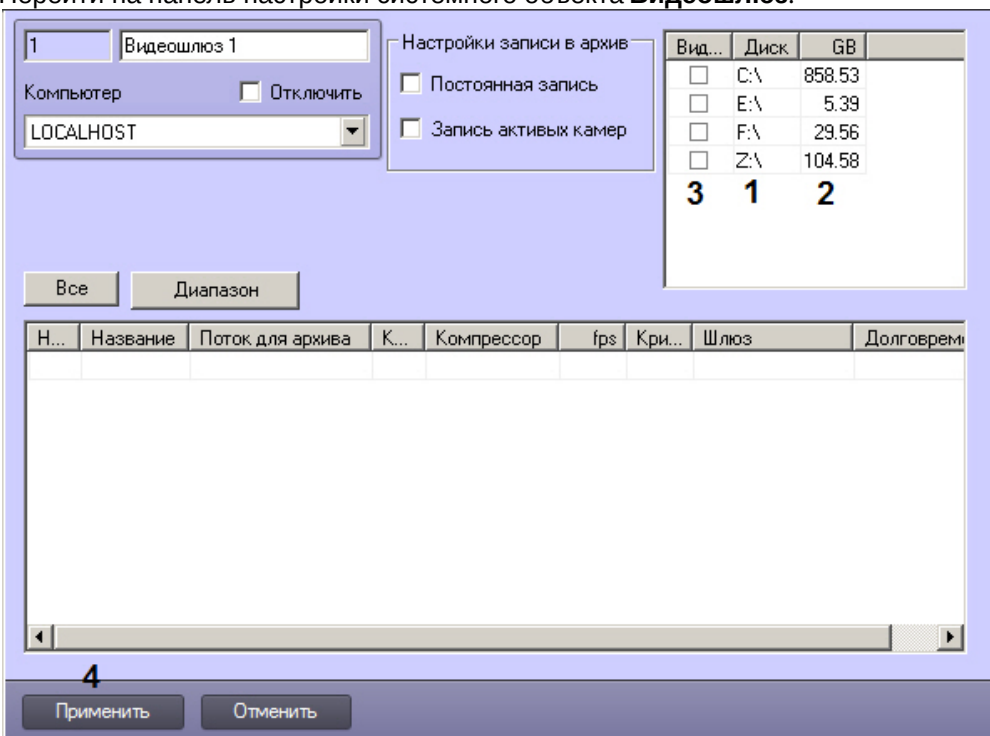 Перейти на панель настройки системного объекта Видеошлюз.
1 Видеошлюз 1
Компьютер Отключить
LOCALHOST
Настройки записи в архив
Постоянная запись
Запись активых камер
Вид... Диск GB
C:\ 858.53
E:\ 5.39
F:\ 29.56
Z:\ 104.58
3 1 2
Все Диапазон
Н... Название Поток для архива К... Компрессор fps Кри... Шлюз Долговреме
4
Применить Отменить